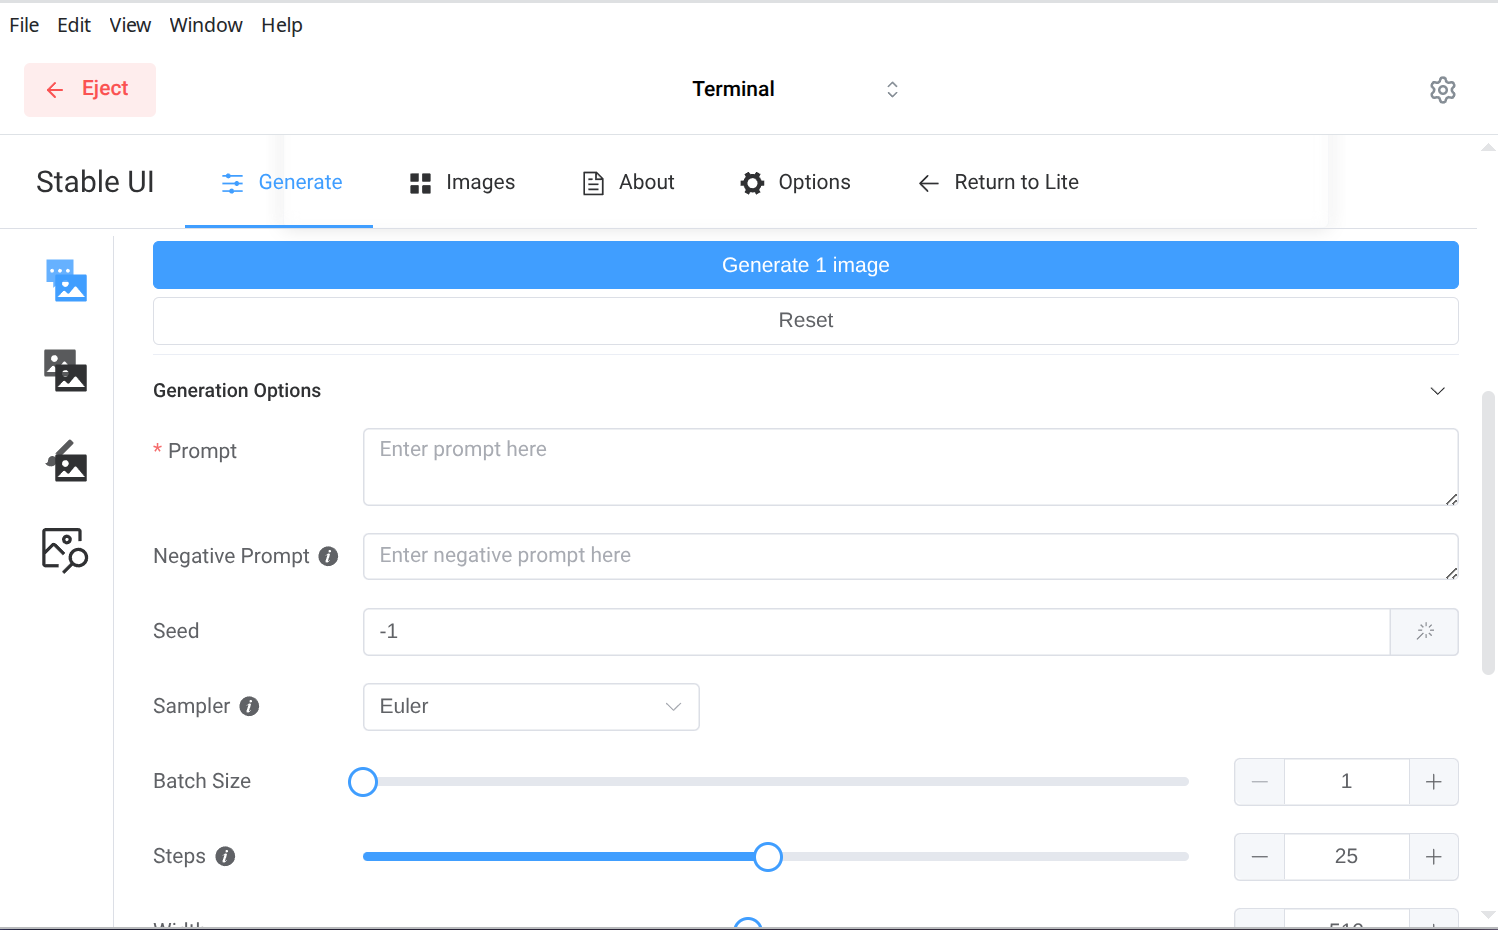 File Edit View Window Help
Eject
Terminal
Stable UI
Generate
Images
About
Options
Return to Lite
Generate 1 image
Reset
Generation Options
* Prompt
Enter prompt here
Negative Prompt
Enter negative prompt here
Seed
-1
Sampler
Euler
Batch Size
1
Steps
25